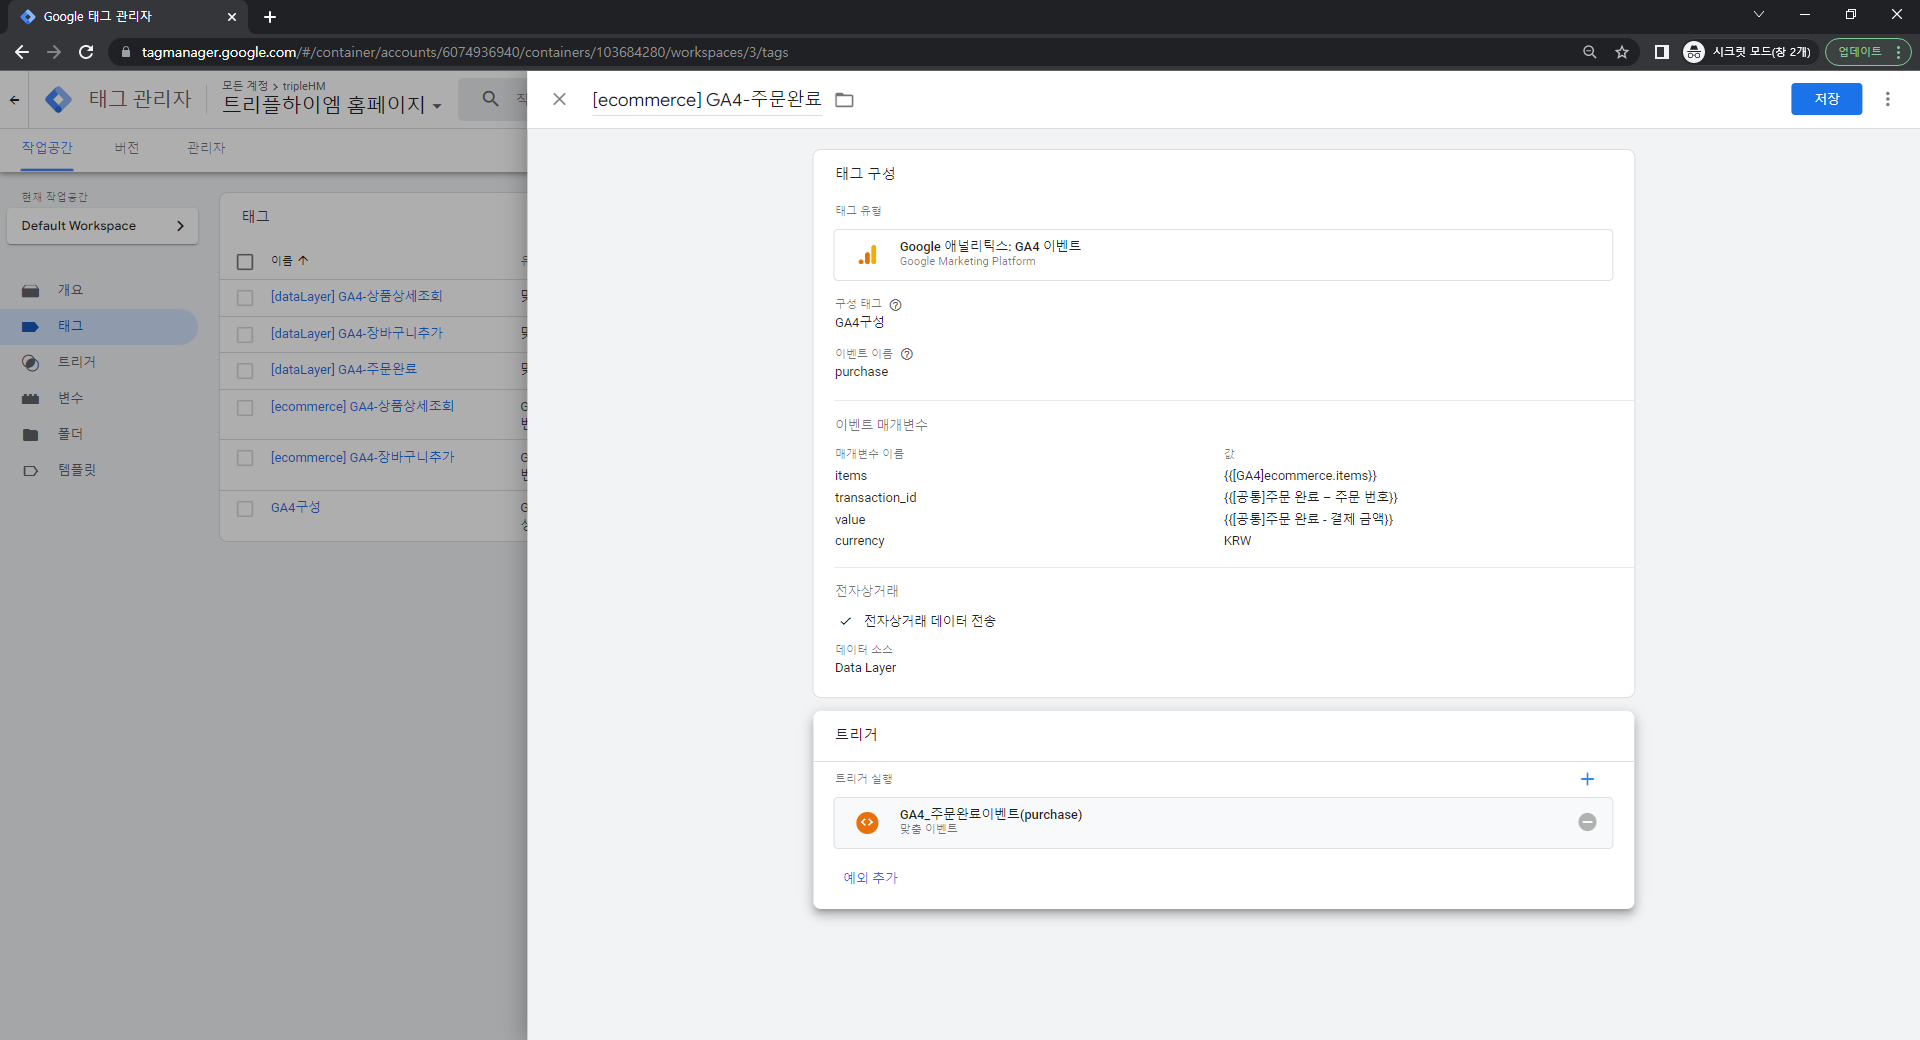 Google 태그 관리자
tagmanager.google.com/#/container/accounts/6074936940/containers/103684280/workspaces/3/tags
시크릿 모드(창 2개)
업데이트
태그 관리자
모든 계정 > tripleHM
트리플하이엠 홈페이지
[ecommerce] GA4-주문완료
저장
작업공간
버전
관리자
현재 작업공간
Default Workspace
개요
태그
트리거
변수
폴더
템플릿
태그
이름
[dataLayer] GA4-상품상세조회
[dataLayer] GA4-장바구니추가
[dataLayer] GA4-주문완료
[ecommerce] GA4-상품상세조회
[ecommerce] GA4-장바구니추가
GA4구성
태그 구성
태그 유형
Google 애널리틱스: GA4 이벤트
Google Marketing Platform
구성 태그
GA4구성
이벤트 이름
purchase
이벤트 매개변수
매개변수 이름 값
items {{[GA4]ecommerce.items}}
transaction_id {{[공통]주문 완료 – 주문 번호}}
value {{[공통]주문 완료 - 결제 금액}}
currency KRW
전자상거래
전자상거래 데이터 전송
데이터 소스
Data Layer
트리거
트리거 실행
GA4_주문완료이벤트(purchase)
맞춤 이벤트
예외 추가